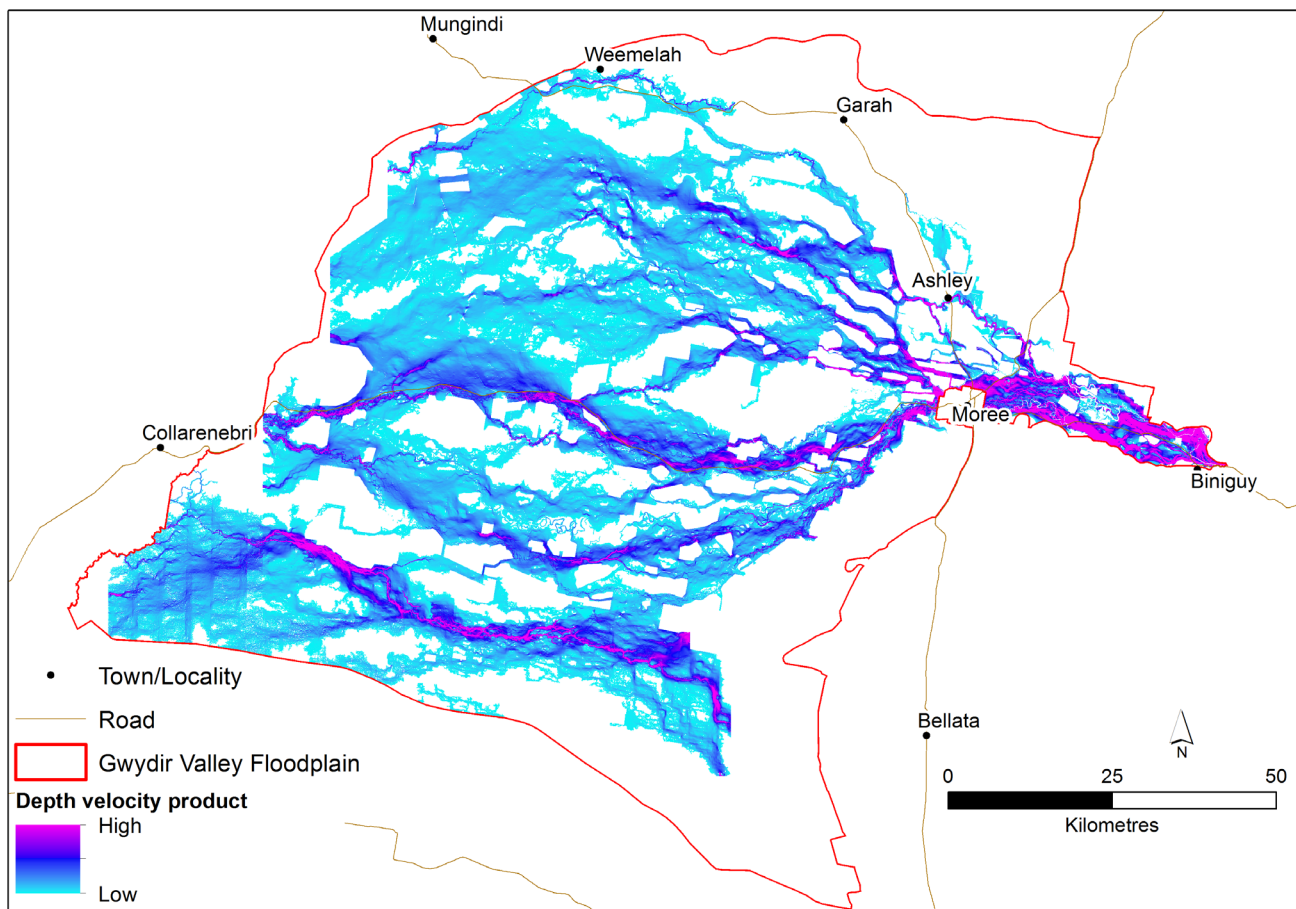 Mungindi
Weemelah
Garah
Ashley
Moree
Collarenebri
Biniguy
Town/Locality
Road
Gwydir Valley Floodplain
Depth velocity product
High
Low
Bellata
N
0 25 50
Kilometres